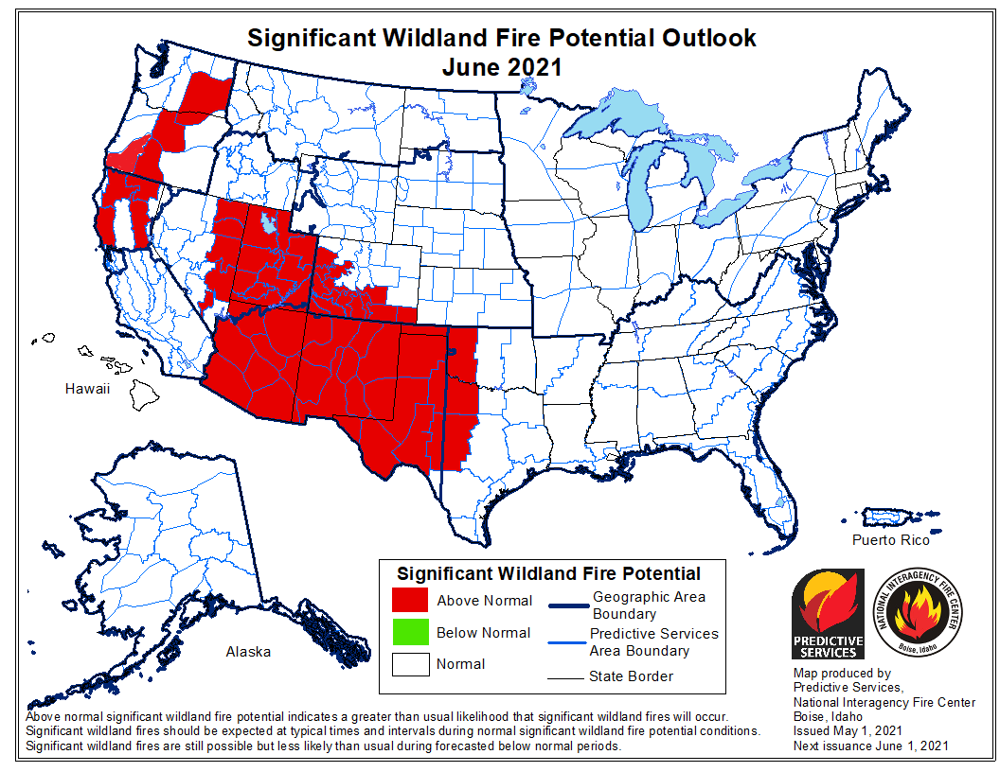 Significant Wildland Fire Potential Outlook
June 2021
Hawaii
Alaska
Puerto Rico
Significant Wildland Fire Potential
Above Normal
Below Normal
Normal
Geographic Area
Boundary
Predictive Services
Area Boundary
State Border
PREDICTIVE
SERVICES
NATIONAL INTERAGENCY FIRE CENTER
Boise, Idaho
Map produced by
Predictive Services,
National Interagency Fire Center
Boise, Idaho
Issued May 1, 2021
Next issuance June 1, 2021
Above normal significant wildland fire potential indicates a greater than usual likelihood that significant wildland fires will occur.
Significant wildland fires should be expected at typical times and intervals during normal significant wildland fire potential conditions.
Significant wildland fires are still possible but less likely than usual during forecasted below normal periods.